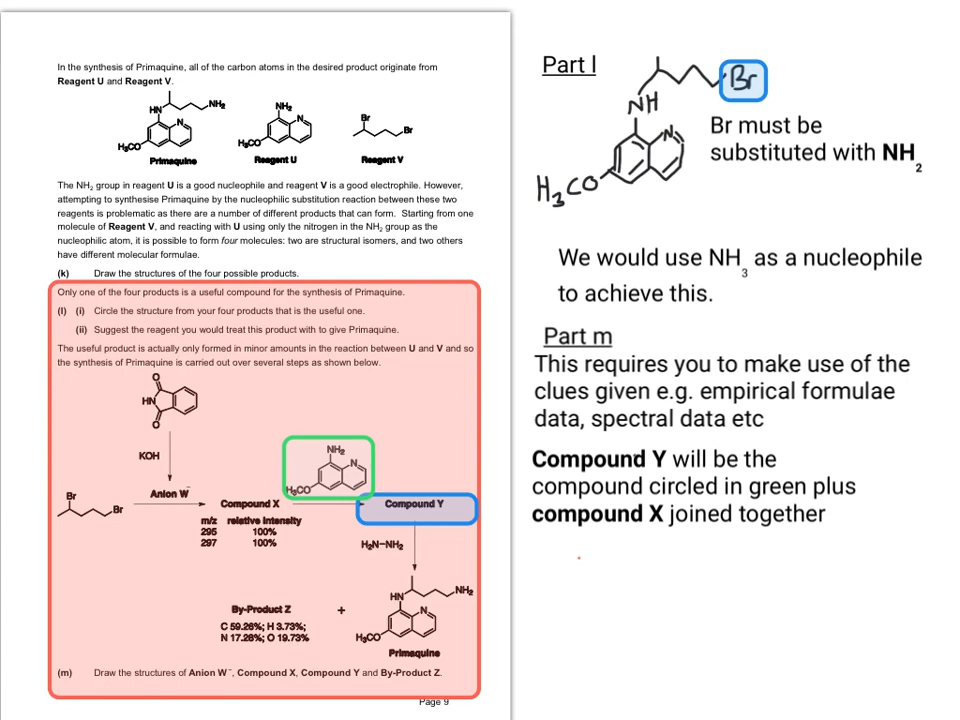 In the synthesis of Primaquine, all of the carbon atoms in the desired product originate from
Reagent U and Reagent V.
HN
NH₂
N
H₃CO
Primaquine
NH₂
N
H₃CO
Reagent U
Br
Br
Reagent V
The NH₂ group in reagent U is a good nucleophile and reagent V is a good electrophile. However,
attempting to synthesise Primaquine by the nucleophilic substitution reaction between these two
reagents is problematic as there are a number of different products that can form. Starting from one
molecule of Reagent V, and reacting with U using only the nitrogen in the NH₂ group as the
nucleophilic atom, it is possible to form four molecules: two are structural isomers, and two others
have different molecular formulae.
(k) Draw the structures of the four possible products.
Only one of the four products is a useful compound for the synthesis of Primaquine.
(l) (i) Circle the structure from your four products that is the useful one.
(ii) Suggest the reagent you would treat this product with to give Primaquine.
The useful product is actually only formed in minor amounts in the reaction between U and V and so
the synthesis of Primaquine is carried out over several steps as shown below.
O
HN
O
KOH
NH₂
N
H₃CO
Br
Br
Anion W⁻
Compound X
Compound Y
m/z relative intensity
295 100%
297 100%
H₂N–NH₂
HN
NH₂
N
H₃CO
Primaquine
By-Product Z +
C 59.26%; H 3.73%;
N 17.28%; O 19.73%
(m) Draw the structures of Anion W⁻, Compound X, Compound Y and By-Product Z.
Page 9
Part l
Br
NH
N
H₃CO
Br must be
substituted with NH₂
We would use NH₃ as a nucleophile
to achieve this.
Part m
This requires you to make use of the
clues given e.g. empirical formulae
data, spectral data etc
Compound Y will be the
compound circled in green plus
compound X joined together